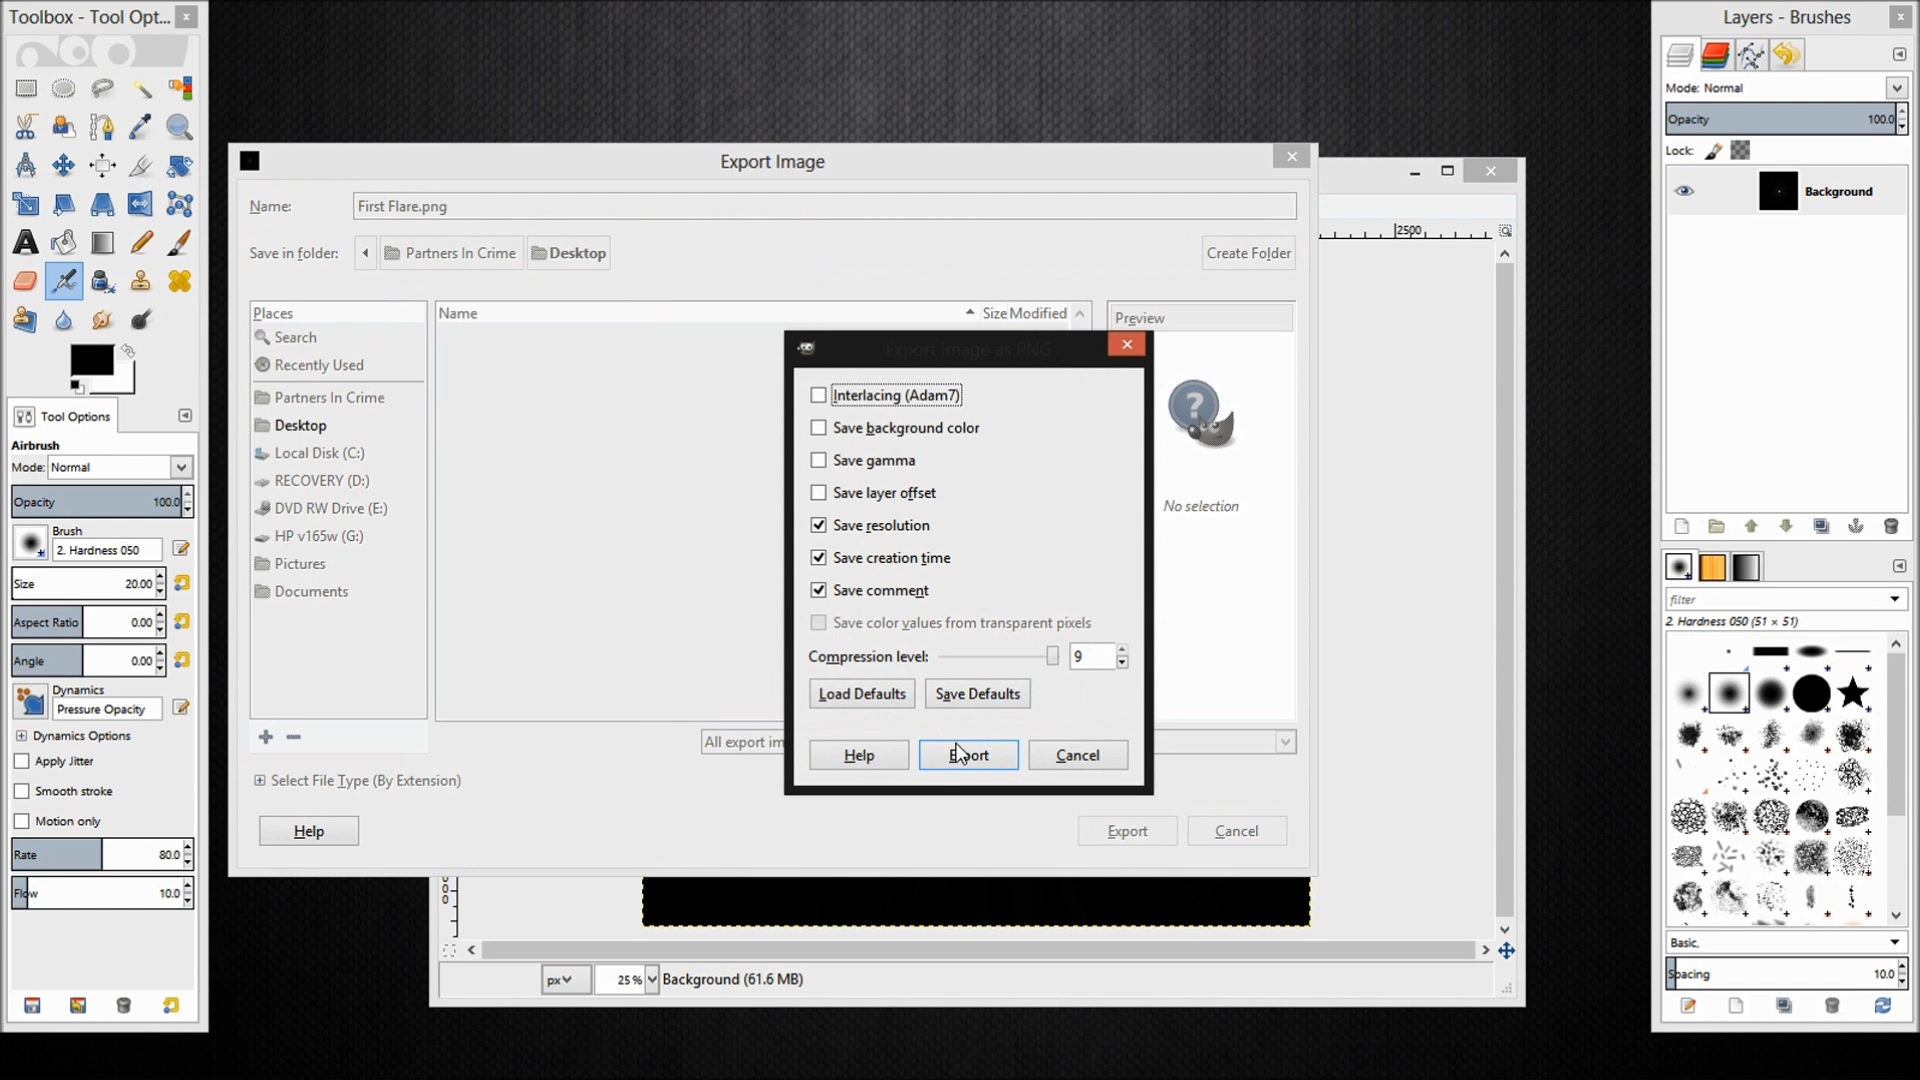 Toolbox - Tool Opt...
Tool Options
Airbrush
Mode: Normal
Opacity 100.0
Brush
2. Hardness 050
Size 20.00
Aspect Ratio 0.00
Angle 0.00
Dynamics
Pressure Opacity
Dynamics Options
Apply Jitter
Smooth stroke
Motion only
Rate 80.0
Flow 10.0
Export Image
Name: First Flare.png
Save in folder: Partners In Crime Desktop Create Folder
Places
Search
Recently Used
Partners In Crime
Desktop
Local Disk (C:)
RECOVERY (D:)
DVD RW Drive (E:)
HP v165w (G:)
Pictures
Documents
Name Size Modified
Preview
No selection
All export im
Select File Type (By Extension)
Help Export Cancel
Export Image as PNG
Interlacing (Adam7)
Save background color
Save gamma
Save layer offset
Save resolution
Save creation time
Save comment
Save color values from transparent pixels
Compression level: 9
Load Defaults Save Defaults
Help Export Cancel
2500
px 25 % Background (61.6 MB)
Layers - Brushes
Mode: Normal
Opacity 100.0
Lock:
Background
filter
2. Hardness 050 (51 × 51)
Basic,
Spacing 10.0